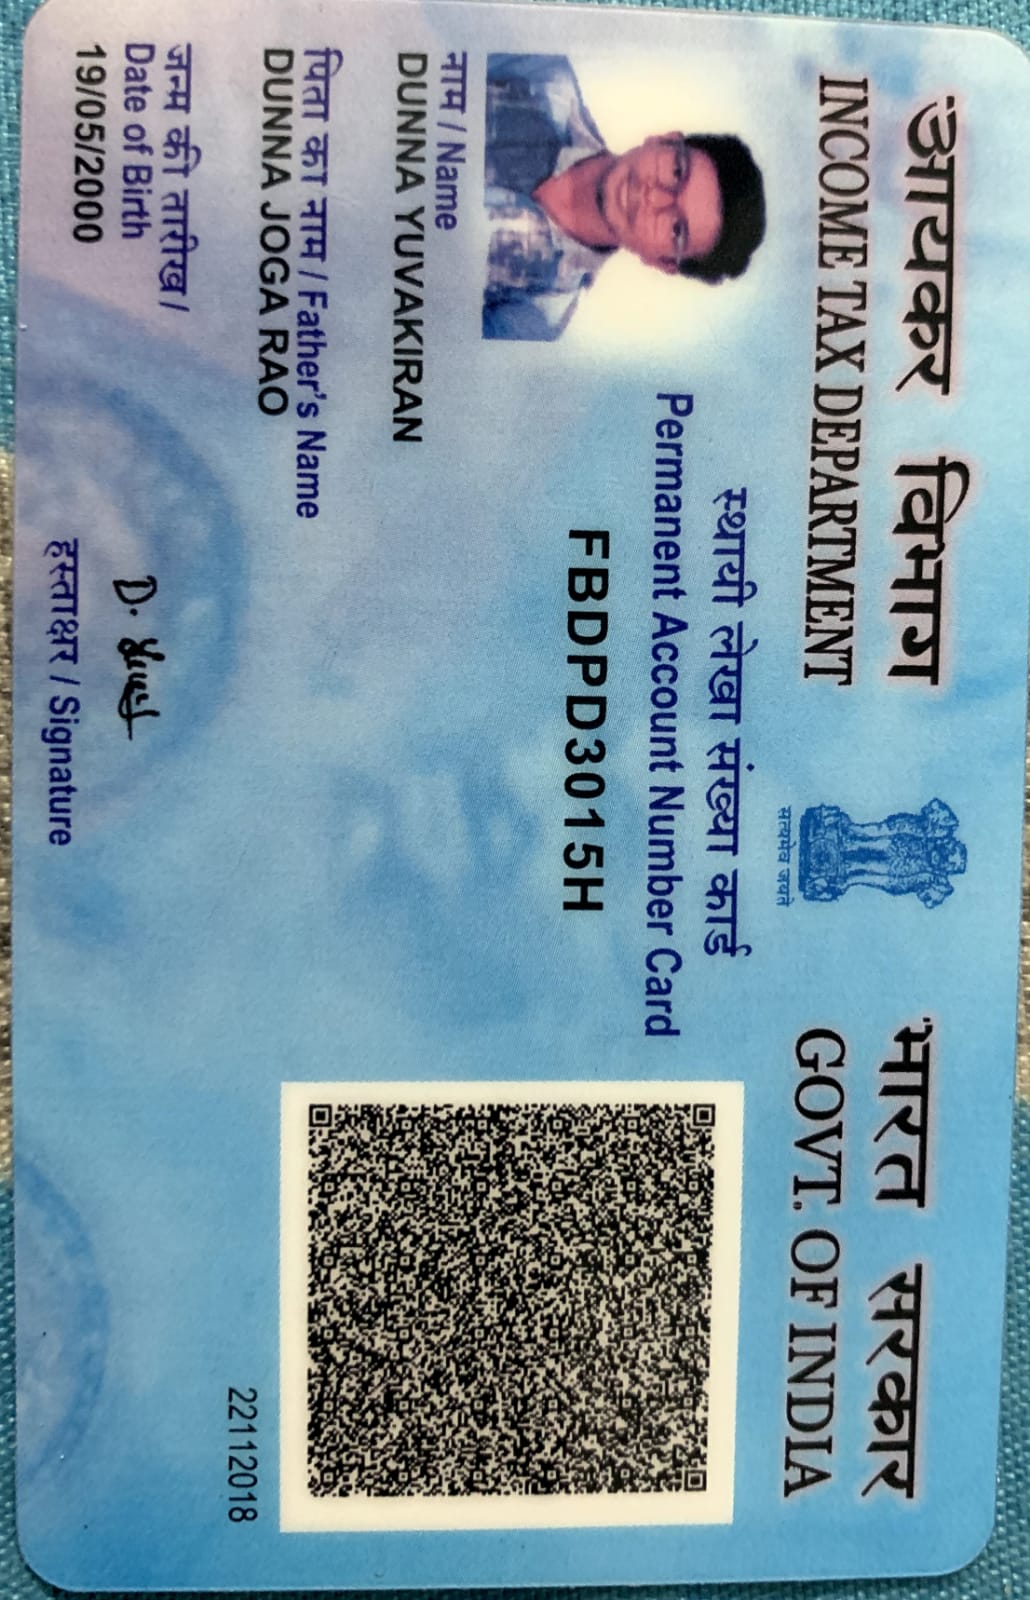 आयकर विभाग
INCOME TAX DEPARTMENT
सत्यमेव जयते
भारत सरकार
GOVT. OF INDIA
स्थायी लेखा संख्या कार्ड
Permanent Account Number Card
FBDPD3015H
नाम / Name
DUNNA YUVAKIRAN
पिता का नाम / Father's Name
DUNNA JOGA RAO
जन्म की तारीख /
Date of Birth
19/05/2000
D. Yuvi
हस्ताक्षर / Signature
22112018